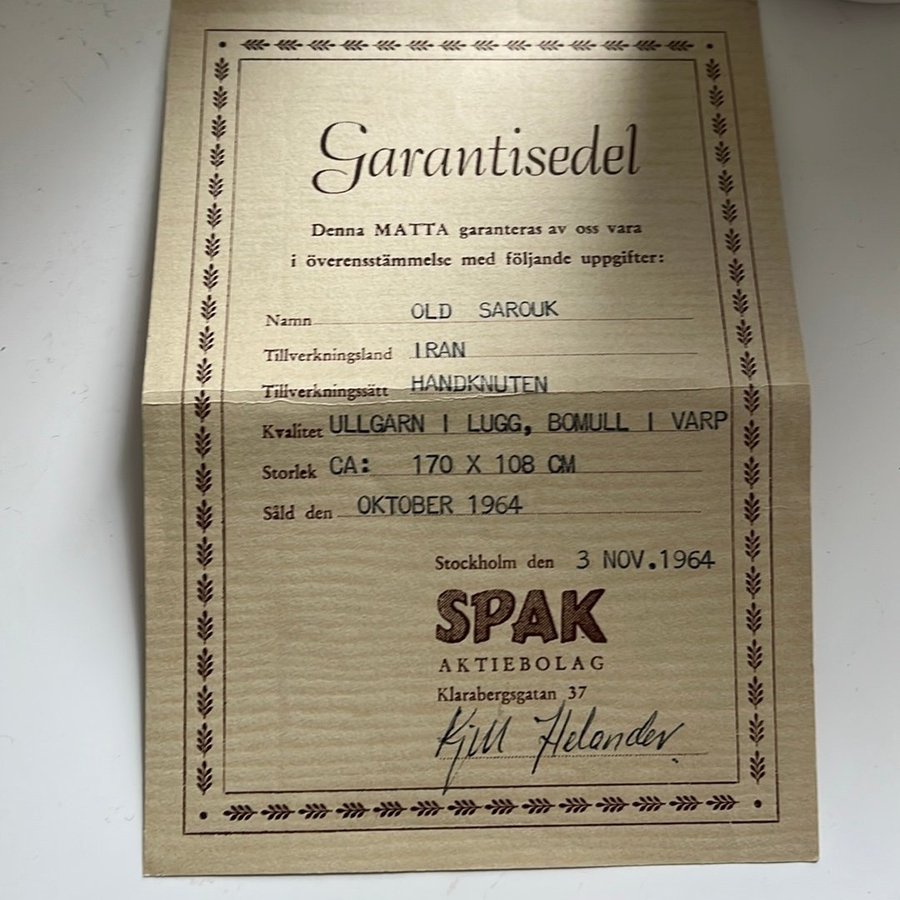 Garantisedel
Denna MATTA garanteras av oss vara
i överensstämmelse med följande uppgifter:
Namn OLD SAROUK
Tillverkningsland IRAN
Tillverkningssätt HANDKNUTEN
Kvalitet ULLGARN I LUGG, BOMULL I VARP
Storlek CA: 170 X 108 CM
Såld den OKTOBER 1964
Stockholm den 3 NOV.1964
SPAK
AKTIEBOLAG
Klarabergsgatan 37
Kjell Helander